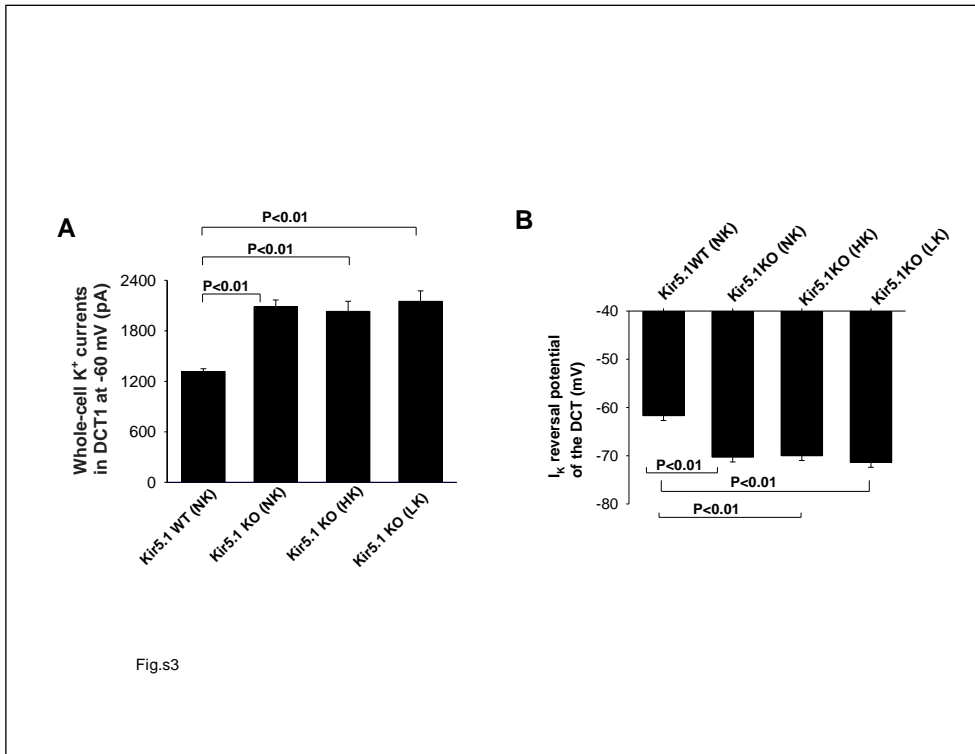 A
P<0.01
P<0.01
P<0.01
Whole-cell K⁺ currents
in DCT1 at -60 mV (pA)
2400
1800
1200
600
0
Kir5.1 WT (NK)
Kir5.1 KO (NK)
Kir5.1 KO (HK)
Kir5.1 KO (LK)
B
Kir5.1WT (NK)
Kir5.1KO (NK)
Kir5.1KO (HK)
Kir5.1KO (LK)
I_K reversal potential
of the DCT (mV)
-40
-50
-60
-70
-80
P<0.01
P<0.01
P<0.01
Fig.s3